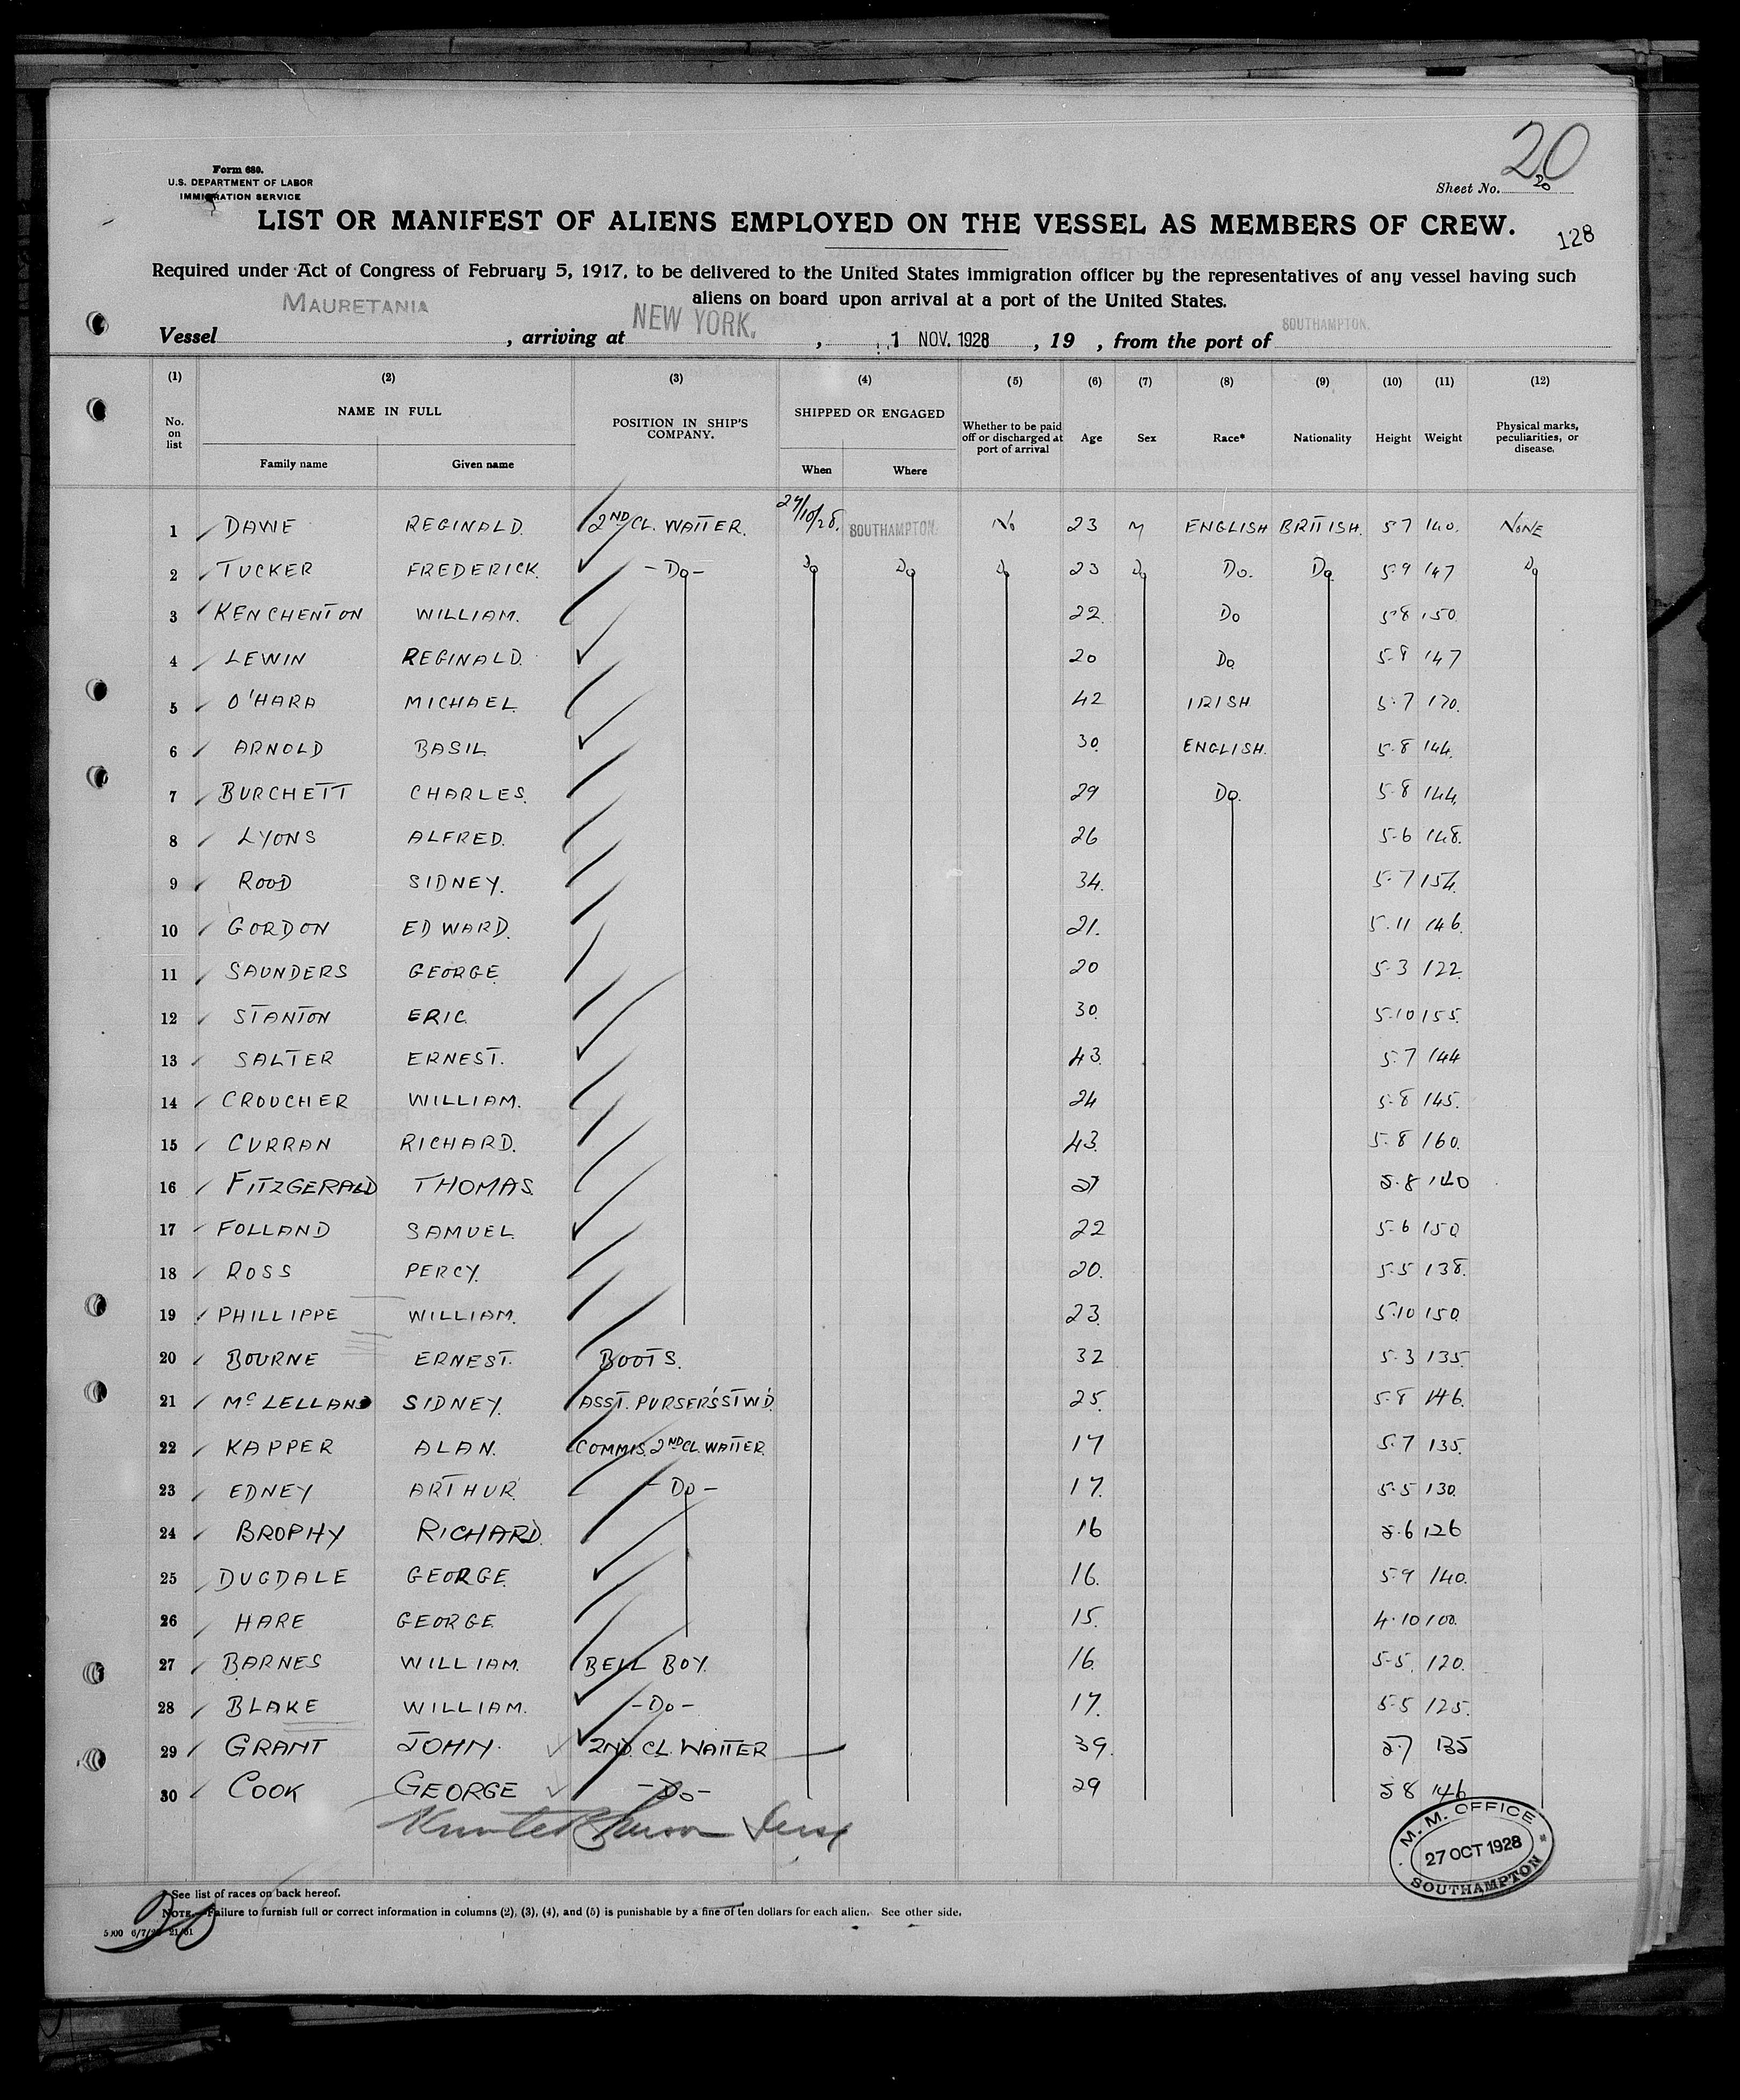 20
Form 680.
U.S. DEPARTMENT OF LABOR
IMMIGRATION SERVICE
Sheet No. 20
LIST OR MANIFEST OF ALIENS EMPLOYED ON THE VESSEL AS MEMBERS OF CREW.
128
Required under Act of Congress of February 5, 1917, to be delivered to the United States immigration officer by the representatives of any vessel having such
aliens on board upon arrival at a port of the United States.
Vessel MAURETANIA, arriving at NEW YORK, 1 NOV. 1928, 19 , from the port of SOUTHAMPTON.
(1) (2) (3) (4) (5) (6) (7) (8) (9) (10) (11) (12)
No. on list NAME IN FULL Family name Given name POSITION IN SHIP'S COMPANY. SHIPPED OR ENGAGED When Where Whether to be paid off or discharged at port of arrival Age Sex Race* Nationality Height Weight Physical marks, peculiarities, or disease.
1 DAWE REGINALD. 2ND CL. WAITER. 27/10/28. SOUTHAMPTON. No 23 M ENGLISH BRITISH. 5 7 140. NONE
2 TUCKER FREDERICK. -Do- Do Do Do 23 Do Do. Do 5.9 147 Do
3 KENCHENTON WILLIAM. 22. Do 5.8 150.
4 LEWIN REGINALD. 20 Do 5.8 147
5 O'HARA MICHAEL. 42 IRISH 5.7 170.
6 ARNOLD BASIL 30. ENGLISH. 5.8 144.
7 BURCHETT CHARLES. 29 Do. 5.8 144.
8 LYONS ALFRED. 26 5.6 148.
9 ROOD SIDNEY. 34. 5.7 154.
10 GORDON EDWARD. 21. 5.11 146.
11 SAUNDERS GEORGE 20 5.3 122.
12 STANTON ERIC 30. 5.10 155.
13 SALTER ERNEST. 43. 5.7 144
14 CROUCHER WILLIAM. 24 5.8 145.
15 CURRAN RICHARD. 43. 5.8 160.
16 FITZGERALD THOMAS. 27 5.8 140
17 FOLLAND SAMUEL. 22 5.6 150
18 ROSS PERCY. 20. 5.5 138.
19 PHILLIPPE WILLIAM. 23. 5.10 150.
20 BOURNE ERNEST. BOOTS. 32 5.3 135.
21 McLELLAND SIDNEY. ASST. PURSER'S STW'D. 25. 5.8 146.
22 KAPPER ALAN. COMMIS. 2ND CL. WAITER. 17 5.7 135.
23 EDNEY ARTHUR. -Do- 17. 5.5 130.
24 BROPHY RICHARD. 16 5.6 126
25 DUGDALE GEORGE. 16. 5.9 140.
26 HARE GEORGE. 15. 4.10 100.
27 BARNES WILLIAM. BELL BOY. 16. 5.5. 120.
28 BLAKE WILLIAM. -Do- 17. 5.5 125.
29 GRANT JOHN. 2ND. CL. WAITER 39. 5.7 135
30 COOK GEORGE -Do- 29 5 8 146
M. M. OFFICE
27 OCT 1928
SOUTHAMPTON
* See list of races on back hereof.
NOTE.—Failure to furnish full or correct information in columns (2), (3), (4), and (5) is punishable by a fine of ten dollars for each alien. See other side.
20